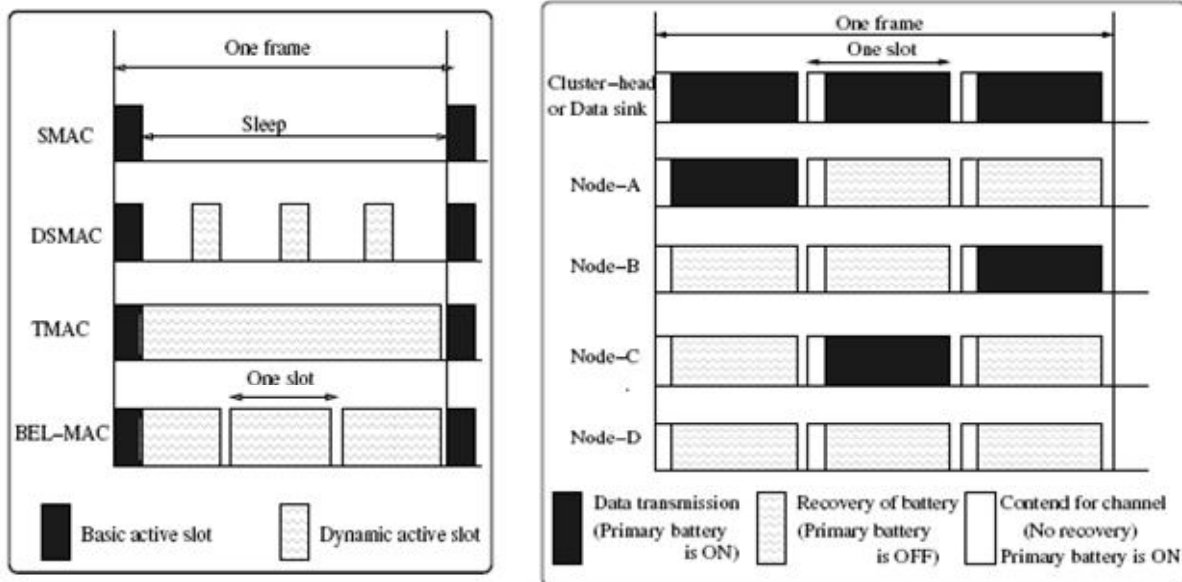 One frame
SMAC
Sleep
DSMAC
TMAC
One slot
BEL-MAC
Basic active slot
Dynamic active slot
One frame
One slot
Cluster-head
or Data sink
Node-A
Node-B
Node-C
Node-D
Data transmission
(Primary battery
is ON)
Recovery of battery
(Primary battery
is OFF)
Contend for channel
(No recovery)
Primary battery is ON